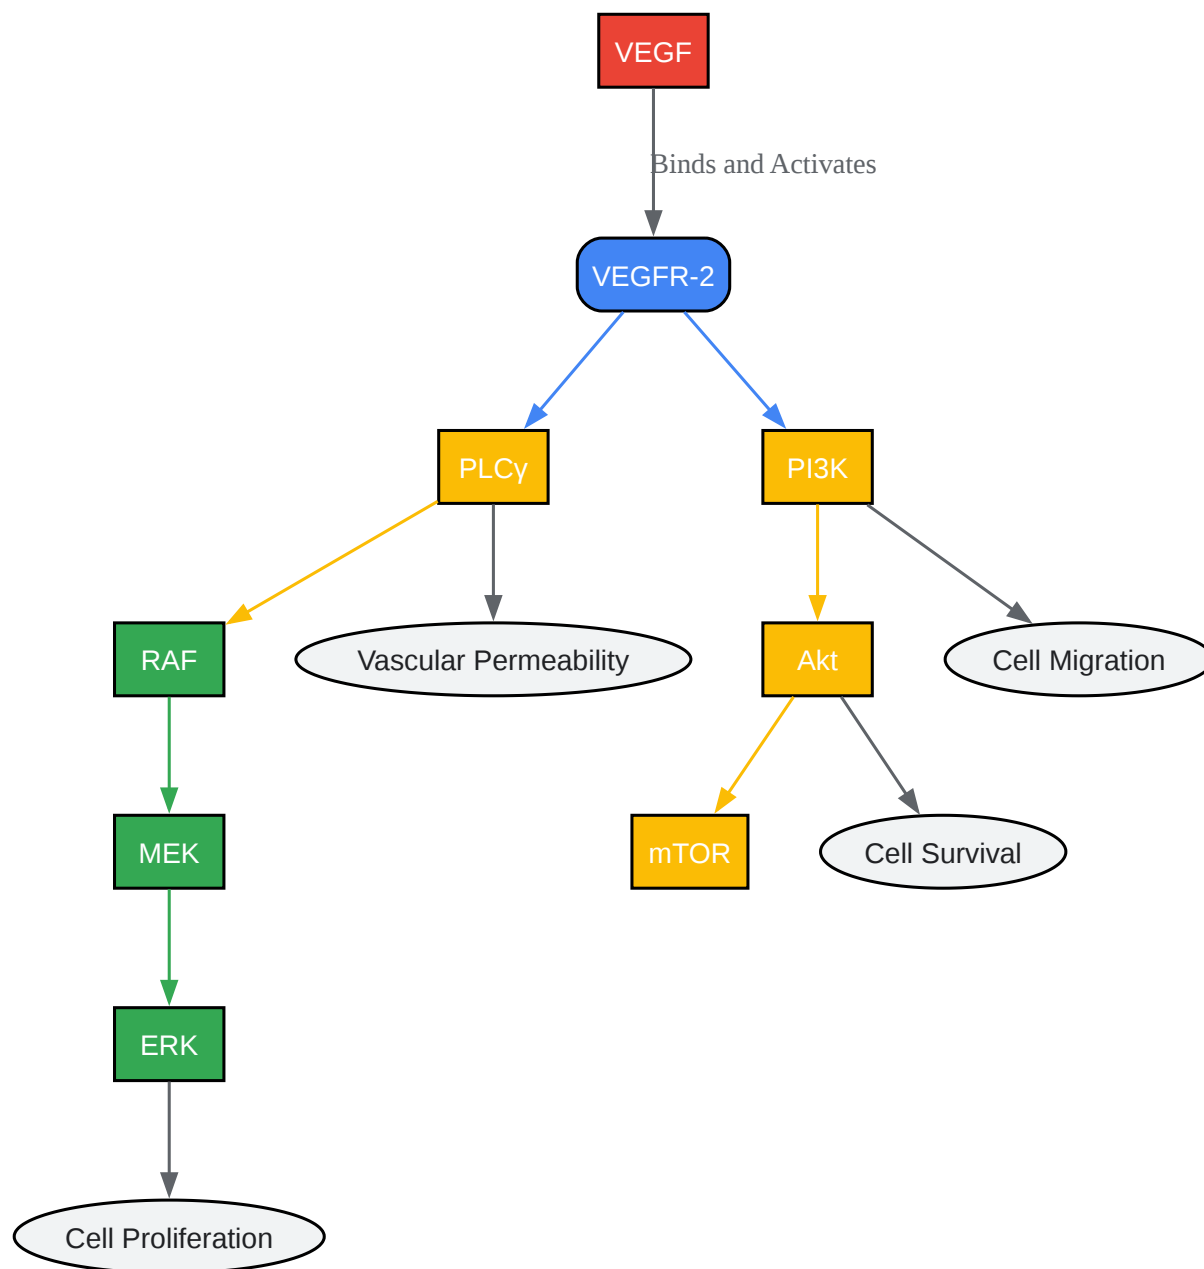 VEGF
Binds and Activates
VEGFR-2
PLCγ
PI3K
RAF
Vascular Permeability
Akt
Cell Migration
MEK
mTOR
Cell Survival
ERK
Cell Proliferation